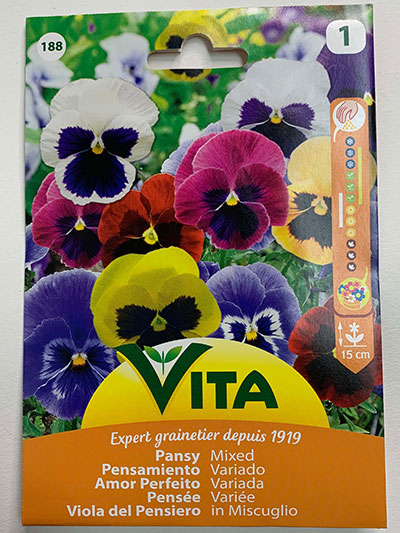 188
1
15 cm
VITA
Expert grainetier depuis 1919
Pansy Mixed
Pensamiento Variado
Amor Perfeito Variada
Pensée Variée
Viola del Pensiero in Miscuglio